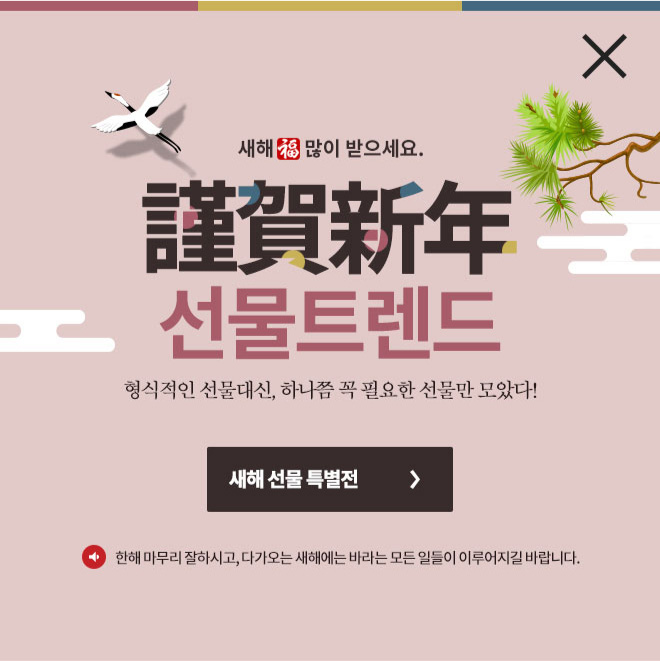 새해 福 많이 받으세요.
謹賀新年
선물트렌드
형식적인 선물대신, 하나쯤 꼭 필요한 선물만 모았다!
새해 선물 특별전
한해 마무리 잘하시고, 다가오는 새해에는 바라는 모든 일들이 이루어지길 바랍니다.